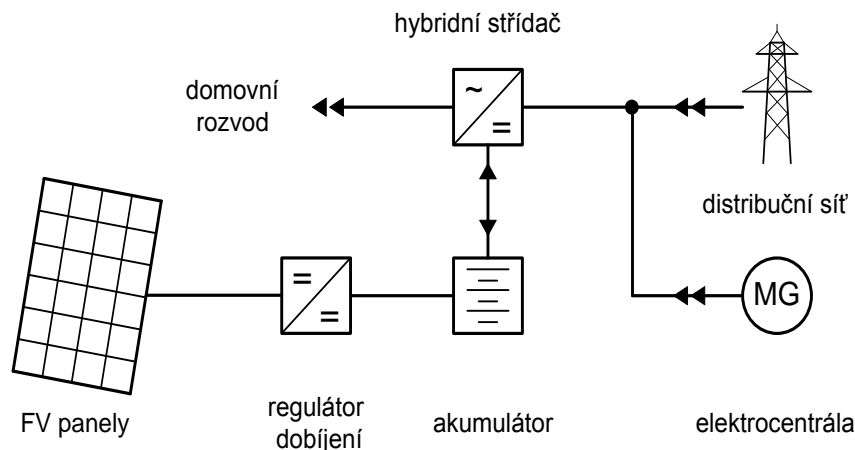 hybridní střídač
domovní
rozvod
~
=
distribuční síť
=
=
MG
FV panely
regulátor
dobíjení
akumulátor
elektrocentrála